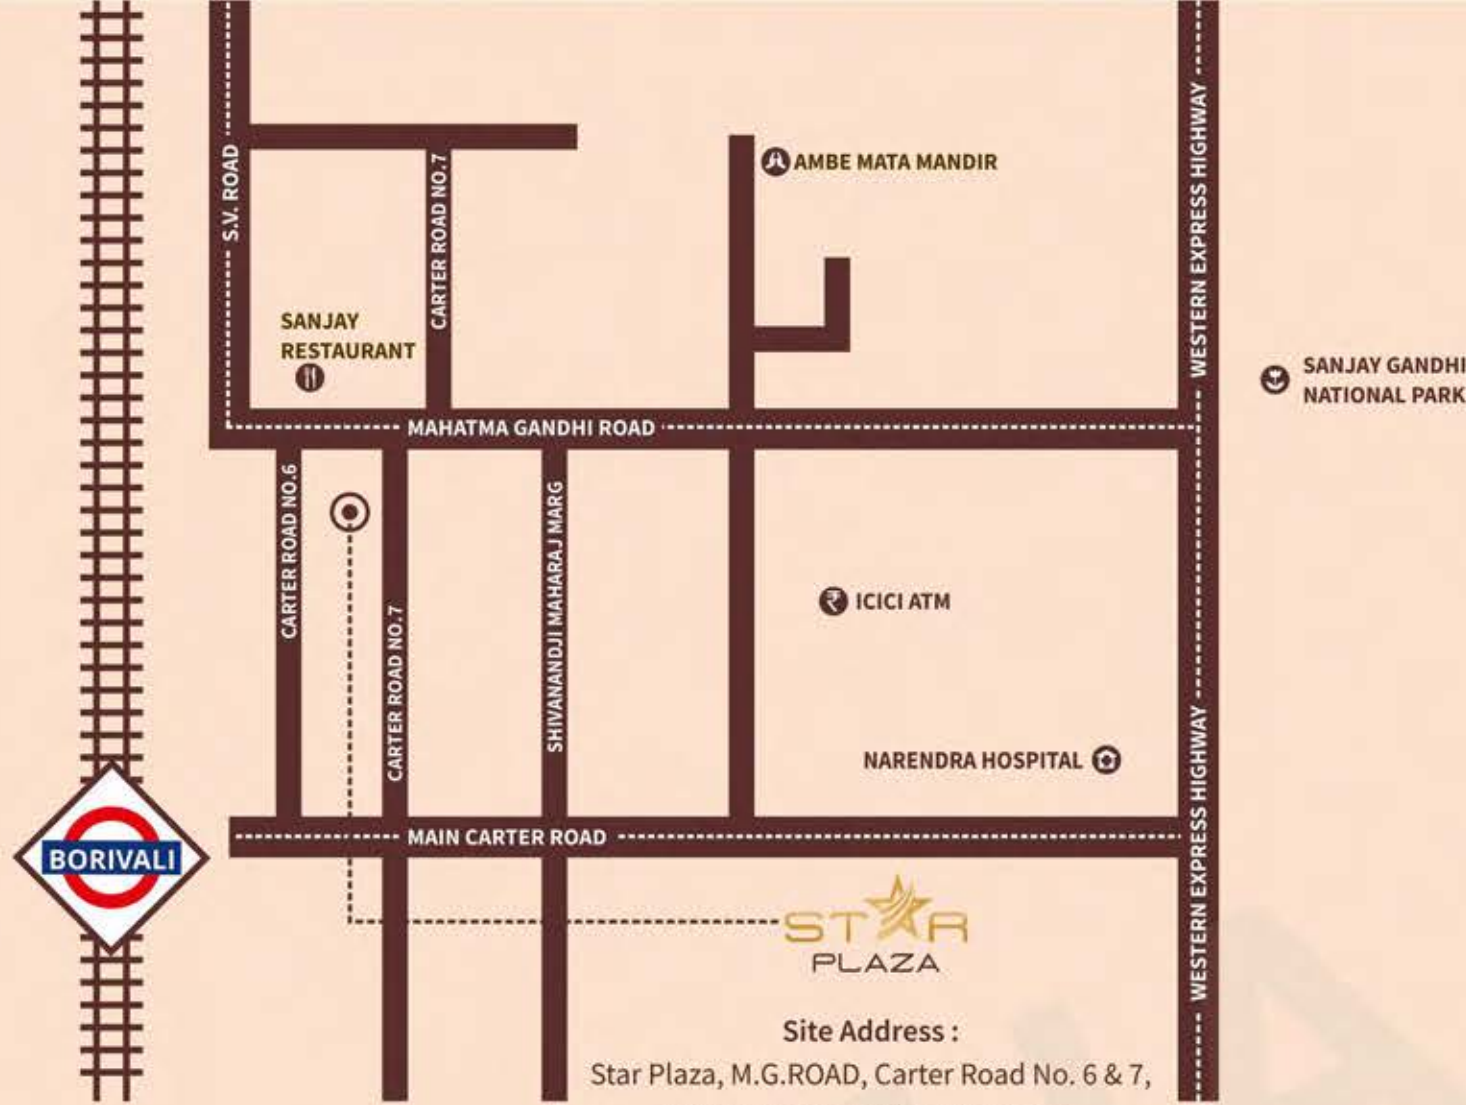 S.V. ROAD
CARTER ROAD NO.7
AMBE MATA MANDIR
WESTERN EXPRESS HIGHWAY
SANJAY
RESTAURANT
SANJAY GANDHI
NATIONAL PARK
MAHATMA GANDHI ROAD
CARTER ROAD NO.6
CARTER ROAD NO.7
SHIVANANDJI MAHARAJ MARG
₹ ICICI ATM
NARENDRA HOSPITAL
WESTERN EXPRESS HIGHWAY
MAIN CARTER ROAD
BORIVALI
STAR
PLAZA
Site Address :
Star Plaza, M.G.ROAD, Carter Road No. 6 & 7,